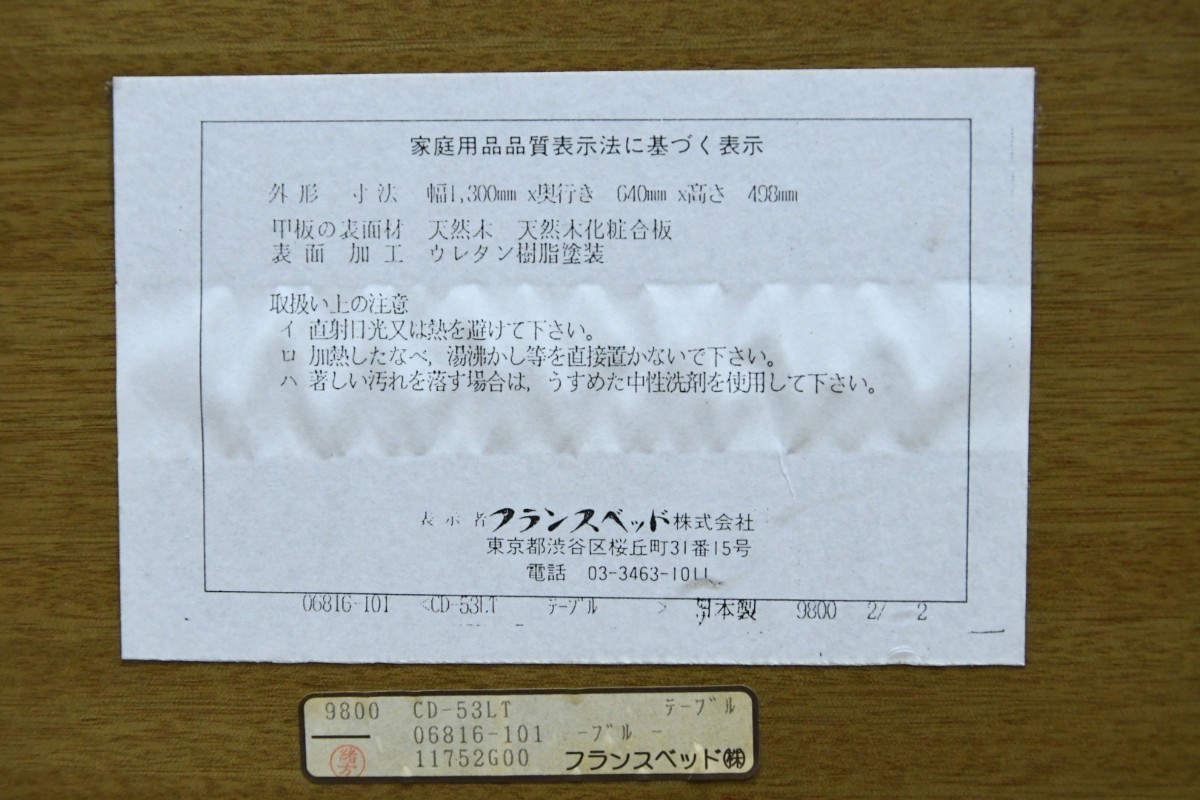 家庭用品品質表示法に基づく表示
外形 寸法 幅1,300mm x奥行き 640mm x高さ 498mm
甲板の表面材 天然木 天然木化粧合板
表面 加工 ウレタン樹脂塗装
取扱い上の注意
イ 直射日光又は熱を避けて下さい。
ロ 加熱したなべ,湯沸かし等を直接置かないで下さい。
ハ 著しい汚れを落す場合は,うすめた中性洗剤を使用して下さい。
表示者 フランスベッド株式会社
東京都渋谷区桜丘町31番15号
電話 03-3463-1011
06816-101 <CD-53LT テーブル > 日本製 9800 2/ 2
9800 CD-53LT テーブル
06816-101 -ブル -
11752G00 フランスベッド㈱
緒方